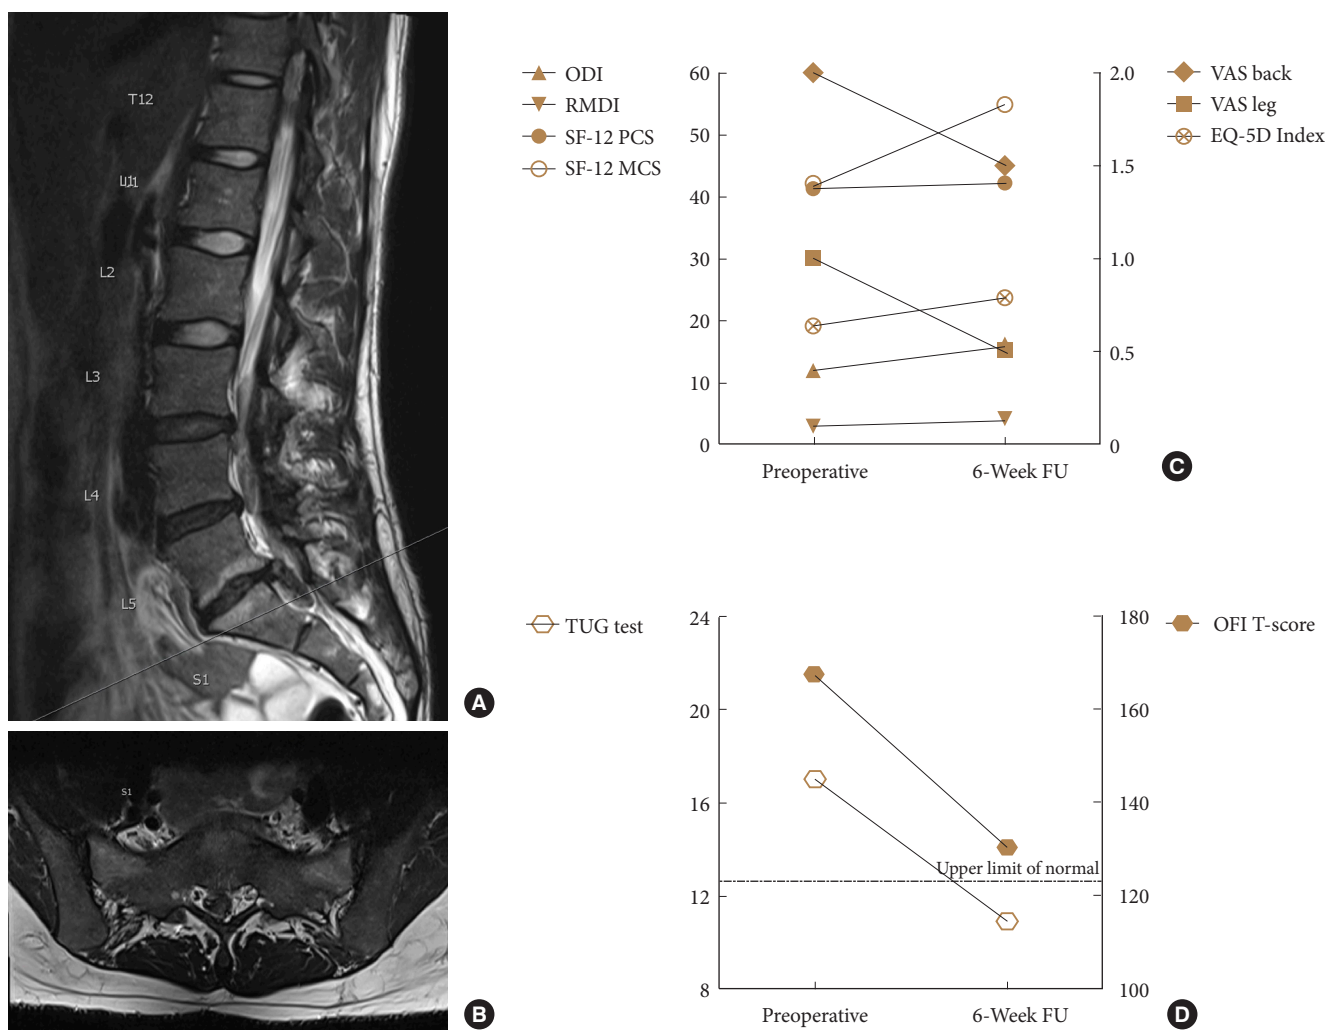 T12
L1
L2
L3
L4
L5
S1
A
S1
B
ODI
RMDI
SF-12 PCS
SF-12 MCS
60
50
40
30
20
10
0
2.0
1.5
1.0
0.5
0
Preoperative
6-Week FU
VAS back
VAS leg
EQ-5D Index
C
TUG test
24
20
16
12
8
Upper limit of normal
180
160
140
120
100
Preoperative
6-Week FU
OFI T-score
D